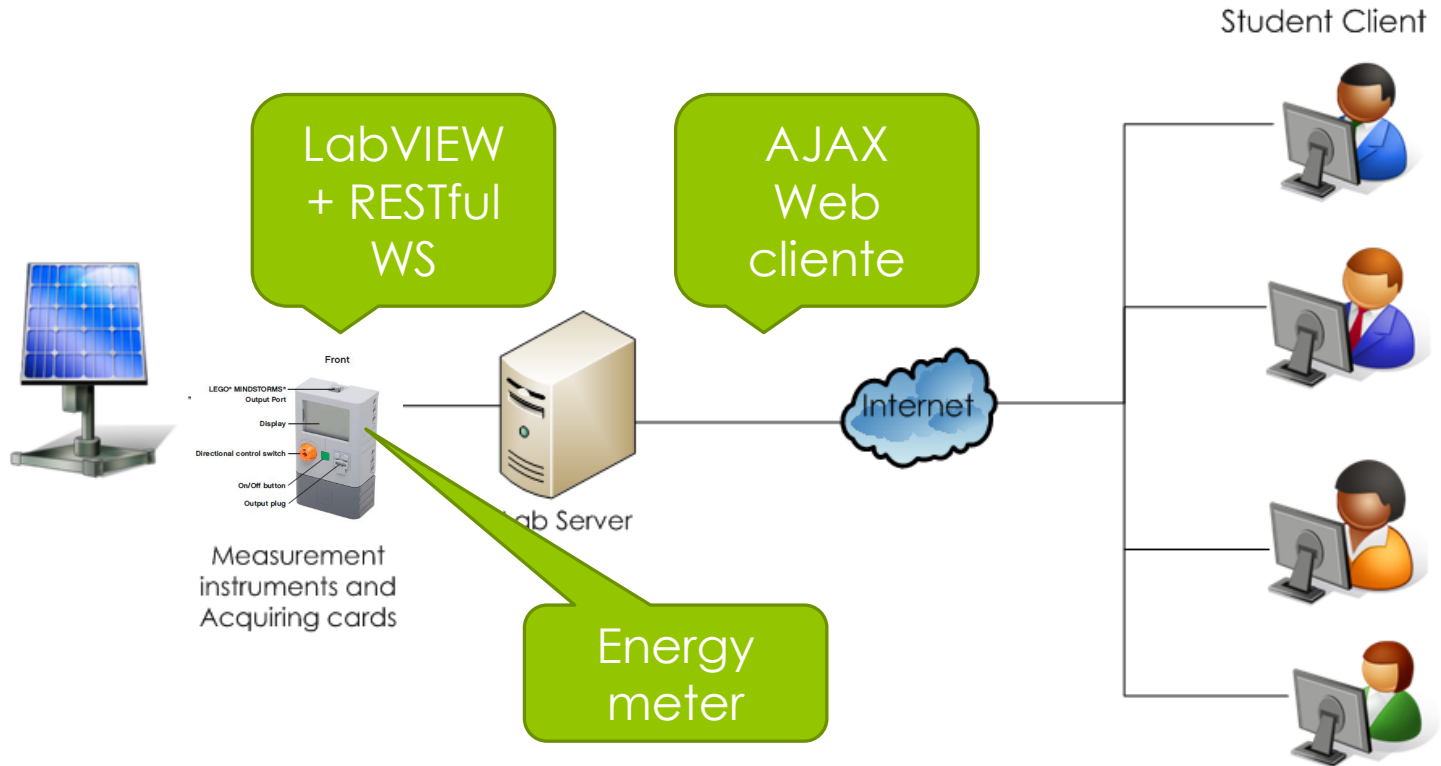 Student Client
LabVIEW
+ RESTful
WS
AJAX
Web
cliente
Front
LEGO® MINDSTORMS®
Output Port
Display
Directional control switch
On/Off button
Output plug
Internet
ab Server
Measurement
instruments and
Acquiring cards
Energy
meter